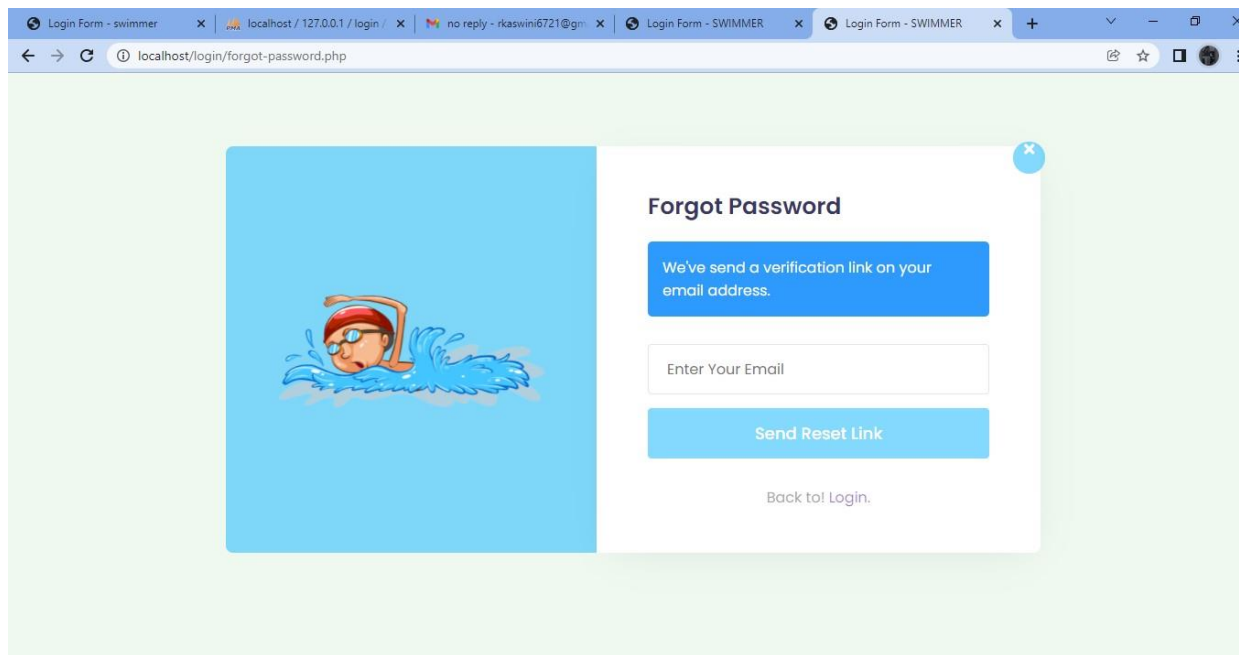 Login Form - swimmer
localhost / 127.0.0.1 / login /
no reply - rkaswini6721@gm
Login Form - SWIMMER
Login Form - SWIMMER
localhost/login/forgot-password.php
Forgot Password
We've send a verification link on your
email address.
Enter Your Email
Send Reset Link
Back to! Login.